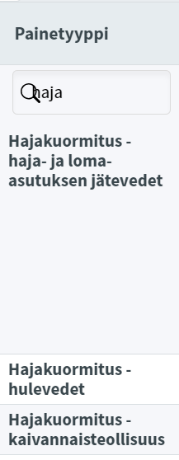 Painetyyppi
haja
Hajakuormitus -
haja- ja loma-
asutuksen jätevedet
Hajakuormitus -
hulevedet
Hajakuormitus -
kaivannaisteollisuus